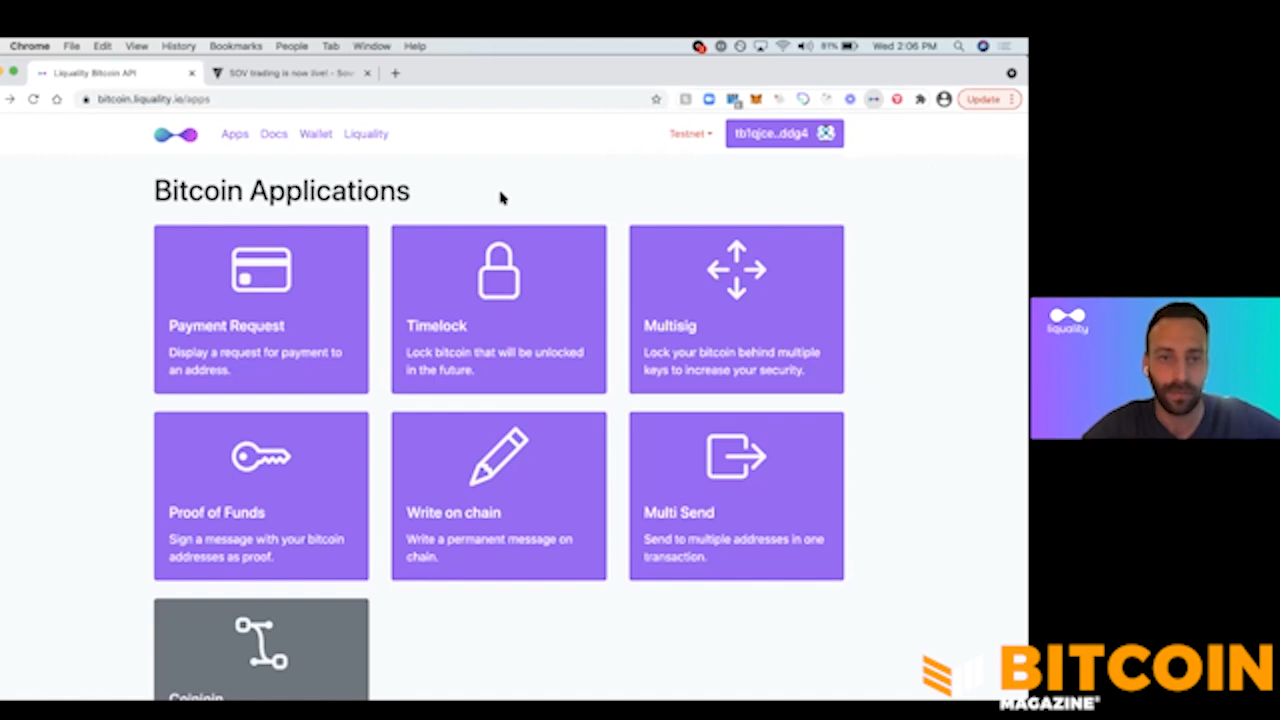 Chrome File Edit View History Bookmarks People Tab Window Help 81% Wed 2:06 PM
Liquality Bitcoin API SOV trading is now live! - Sov
bitcoin.liquality.io/apps Update
Apps Docs Wallet Liquality Testnet tb1qjce..ddg4
Bitcoin Applications
Payment Request
Display a request for payment to
an address.
Timelock
Lock bitcoin that will be unlocked
in the future.
Multisig
Lock your bitcoin behind multiple
keys to increase your security.
liquality
Proof of Funds
Sign a message with your bitcoin
addresses as proof.
Write on chain
Write a permanent message on
chain.
Multi Send
Send to multiple addresses in one
transaction.
Coinjoin
BITCOIN
MAGAZINE®